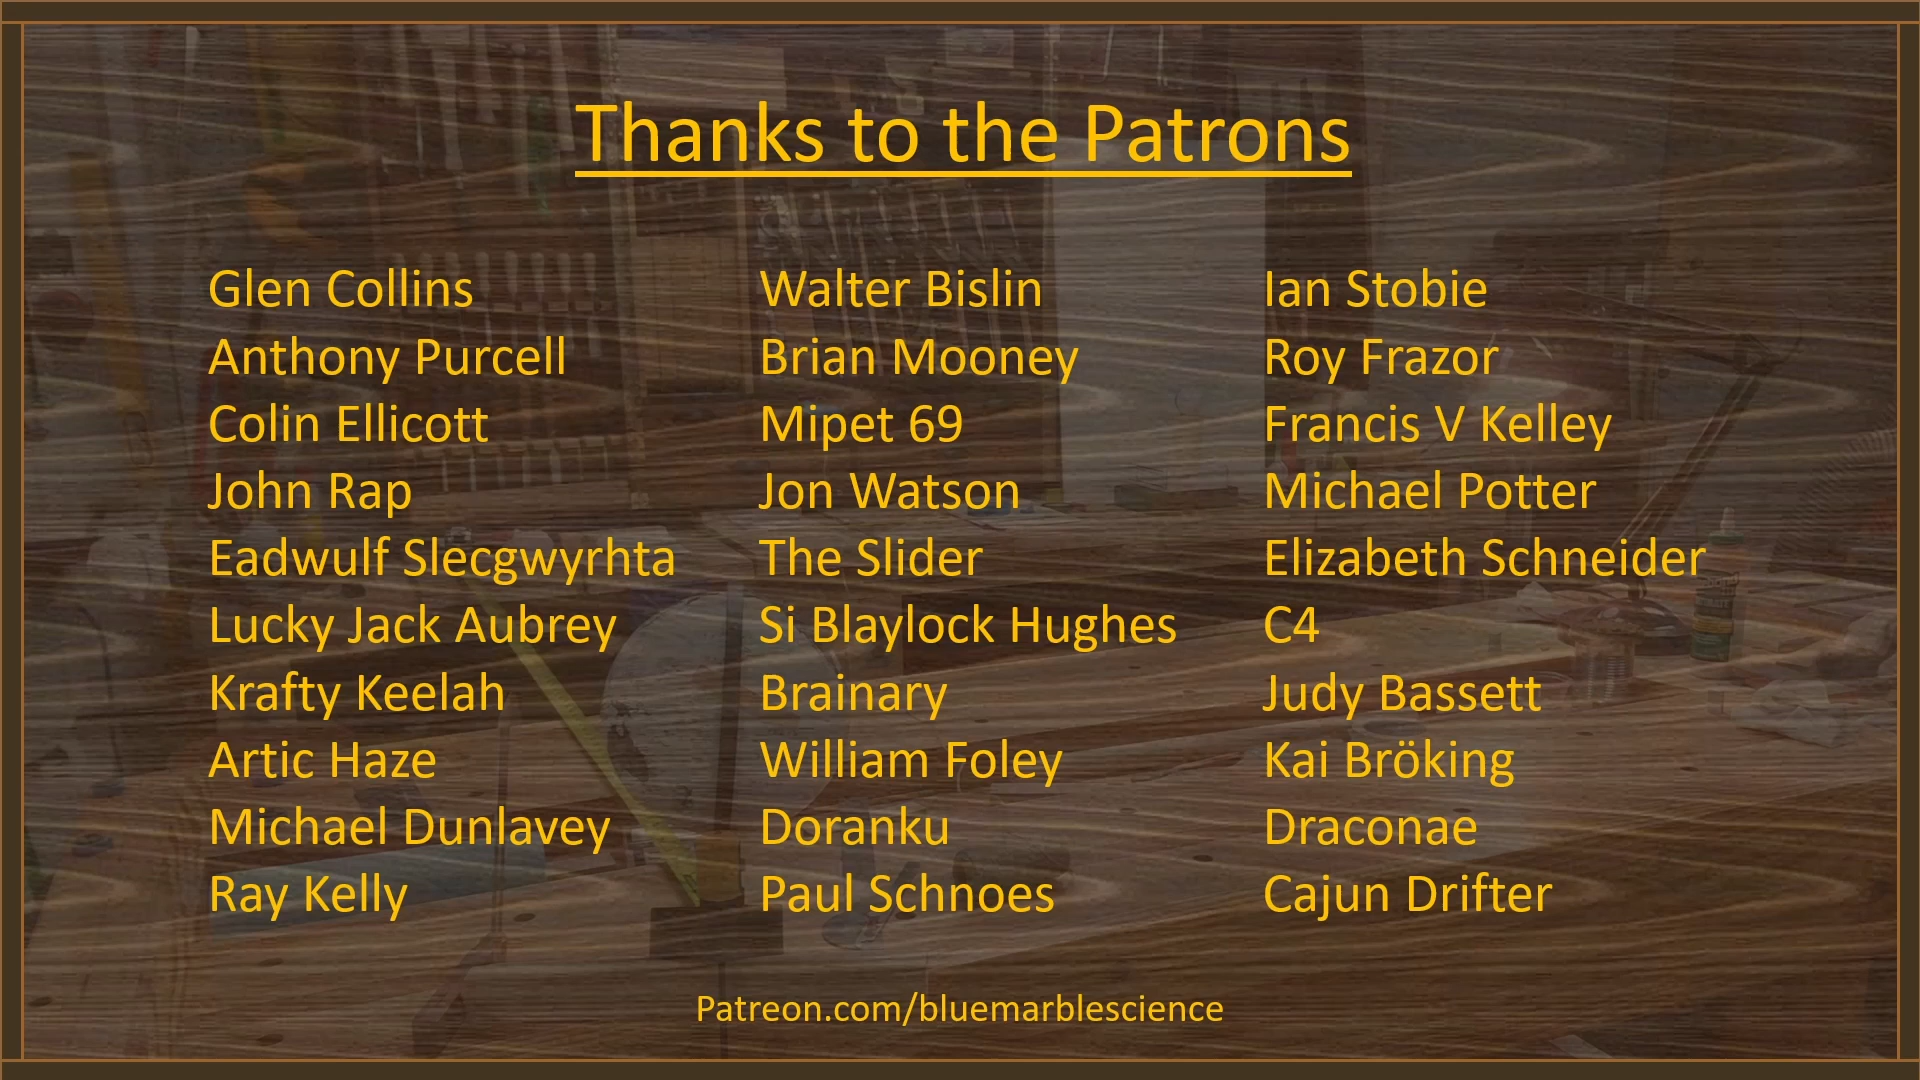 Thanks to the Patrons
Glen Collins
Anthony Purcell
Colin Ellicott
John Rap
Eadwulf Slecgwyrhta
Lucky Jack Aubrey
Krafty Keelah
Artic Haze
Michael Dunlavey
Ray Kelly
Walter Bislin
Brian Mooney
Mipet 69
Jon Watson
The Slider
Si Blaylock Hughes
Brainary
William Foley
Doranku
Paul Schnoes
Ian Stobie
Roy Frazor
Francis V Kelley
Michael Potter
Elizabeth Schneider
C4
Judy Bassett
Kai Bröking
Draconae
Cajun Drifter
Patreon.com/bluemarblescience